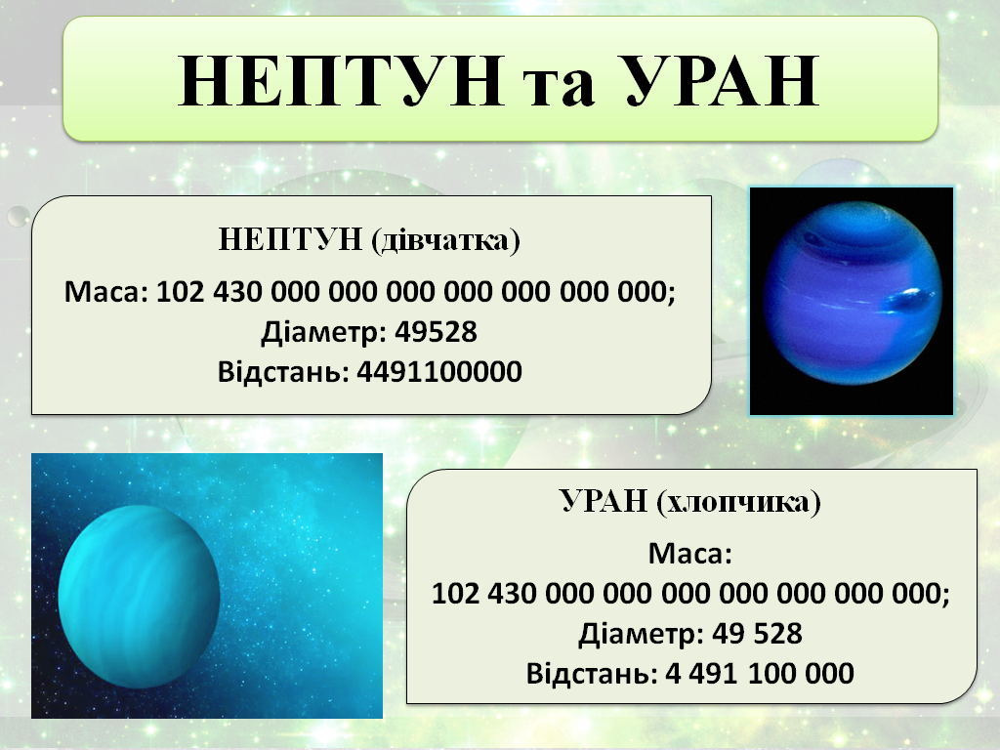 НЕПТУН та УРАН
НЕПТУН (дівчатка)
Маса: 102 430 000 000 000 000 000 000 000;
Діаметр: 49528
Відстань: 4491100000
УРАН (хлопчика)
Маса:
102 430 000 000 000 000 000 000 000;
Діаметр: 49 528
Відстань: 4 491 100 000